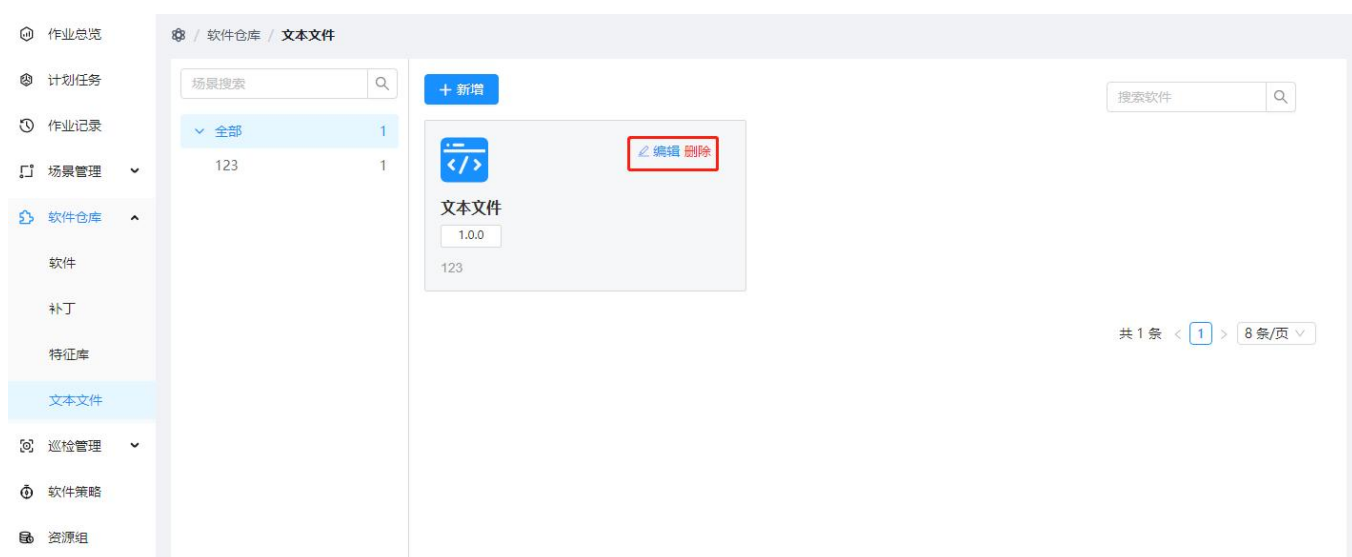 作业总览
计划任务
作业记录
场景管理
软件仓库
软件
补丁
特征库
文本文件
巡检管理
软件策略
资源组
/ 软件仓库 / 文本文件
场景搜索
全部 1
123 1
+ 新增
搜索软件
编辑 删除
文本文件
1.0.0
123
共 1 条 < 1 > 8 条/页